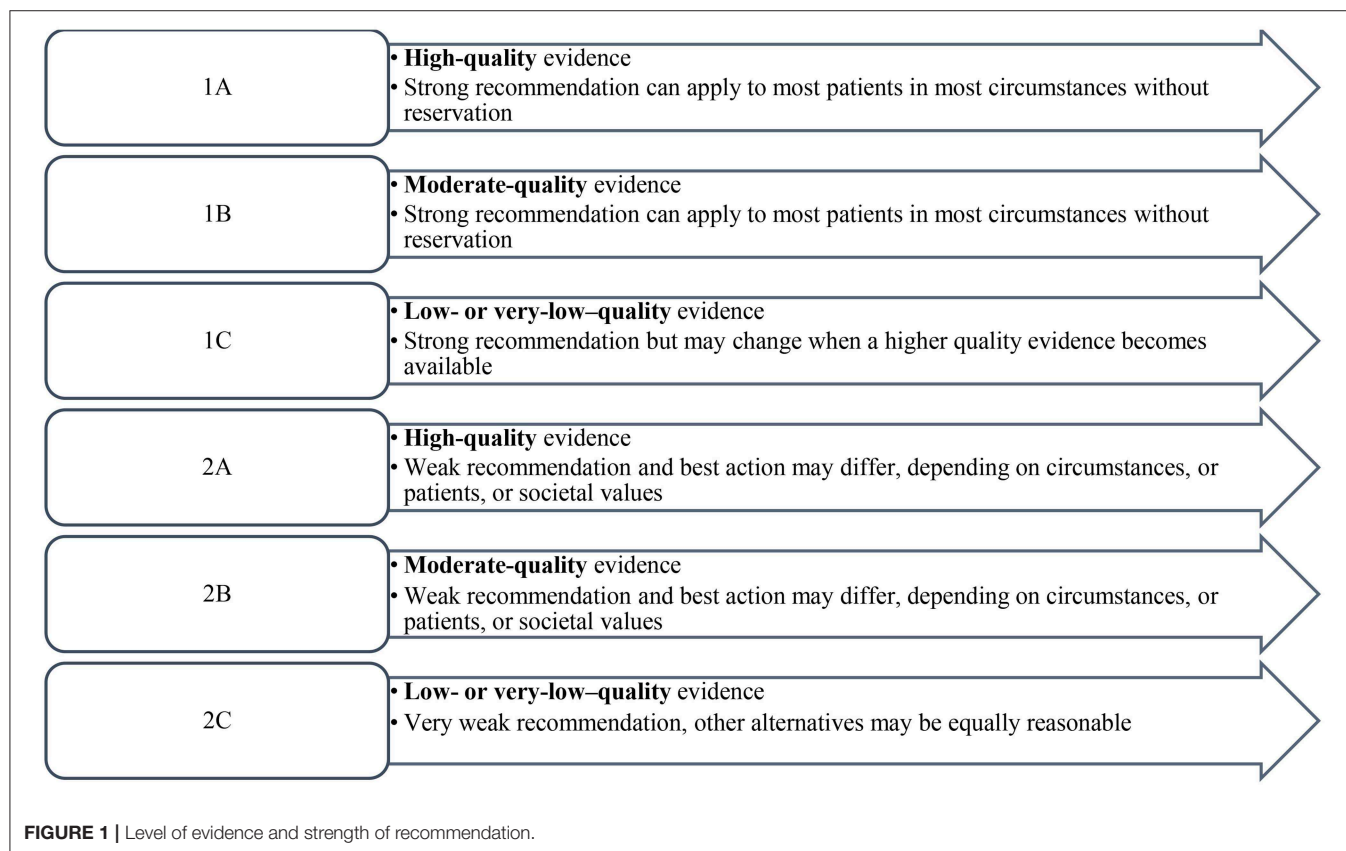 1A
• High-quality evidence
• Strong recommendation can apply to most patients in most circumstances without
reservation
1B
• Moderate-quality evidence
• Strong recommendation can apply to most patients in most circumstances without
reservation
1C
• Low- or very-low–quality evidence
• Strong recommendation but may change when a higher quality evidence becomes
available
2A
• High-quality evidence
• Weak recommendation and best action may differ, depending on circumstances, or
patients, or societal values
2B
• Moderate-quality evidence
• Weak recommendation and best action may differ, depending on circumstances, or
patients, or societal values
2C
• Low- or very-low–quality evidence
• Very weak recommendation, other alternatives may be equally reasonable
FIGURE 1 | Level of evidence and strength of recommendation.